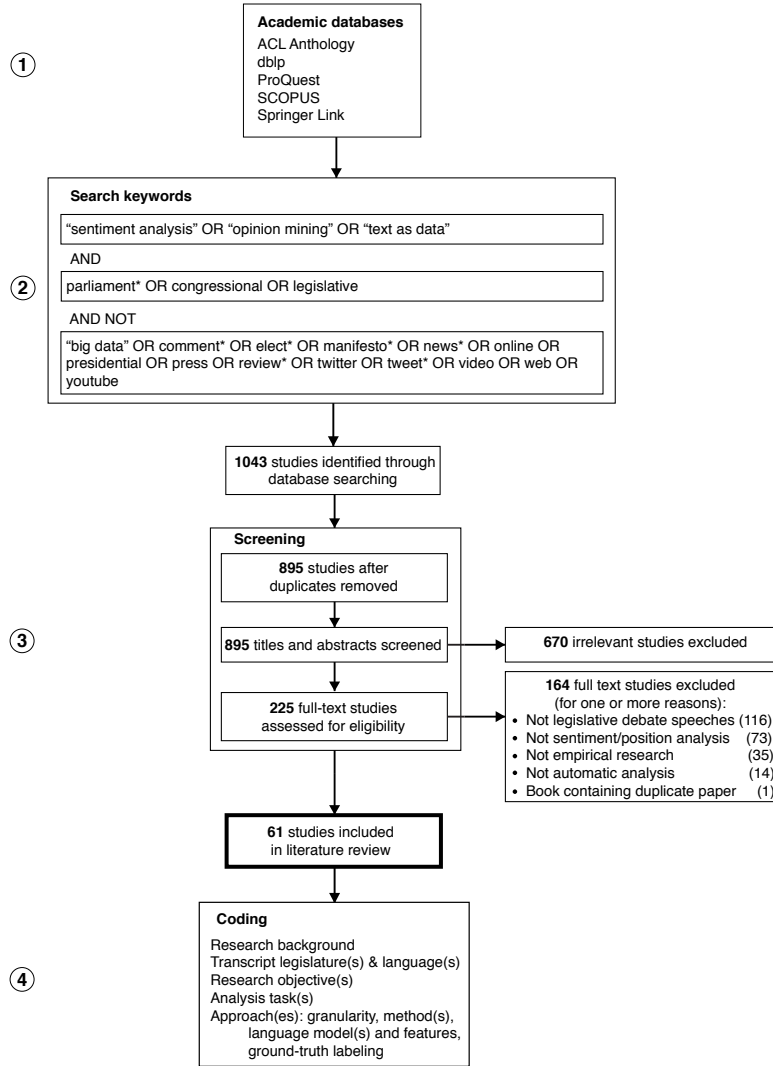 1
Academic databases
ACL Anthology
dblp
ProQuest
SCOPUS
Springer Link
2
Search keywords
“sentiment analysis” OR “opinion mining” OR “text as data”
AND
parliament* OR congressional OR legislative
AND NOT
“big data” OR comment* OR elect* OR manifesto* OR news* OR online OR
presidential OR press OR review* OR twitter OR tweet* OR video OR web OR
youtube
1043 studies identified through
database searching
3
Screening
895 studies after
duplicates removed
895 titles and abstracts screened
670 irrelevant studies excluded
225 full-text studies
assessed for eligibility
164 full text studies excluded
(for one or more reasons):
• Not legislative debate speeches (116)
• Not sentiment/position analysis (73)
• Not empirical research (35)
• Not automatic analysis (14)
• Book containing duplicate paper (1)
61 studies included
in literature review
4
Coding
Research background
Transcript legislature(s) & language(s)
Research objective(s)
Analysis task(s)
Approach(es): granularity, method(s),
language model(s) and features,
ground-truth labeling